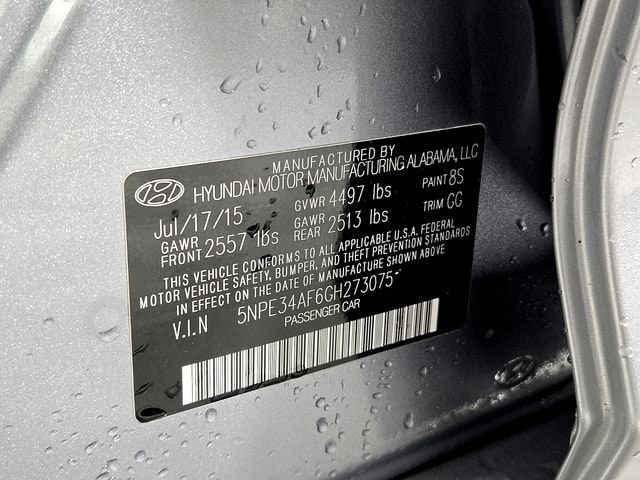 MANUFACTURED BY
HYUNDAI MOTOR MANUFACTURING ALABAMA, LLC
Jul/17/15 GVWR 4497 lbs PAINT 8S
GAWR FRONT 2557 lbs GAWR REAR 2513 lbs TRIM GG
THIS VEHICLE CONFORMS TO ALL APPLICABLE U.S.A. FEDERAL
MOTOR VEHICLE SAFETY, BUMPER, AND THEFT PREVENTION STANDARDS
IN EFFECT ON THE DATE OF MANUFACTURE SHOWN ABOVE
V.I.N 5NPE34AF6GH273075
PASSENGER CAR